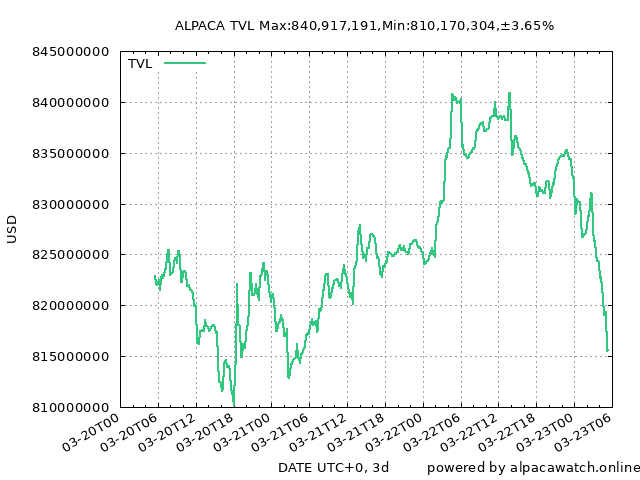 ALPACA TVL Max:840,917,191,Min:810,170,304,±3.65%
TVL
USD
845000000
840000000
835000000
830000000
825000000
820000000
815000000
810000000
03-20T00
03-20T06
03-20T12
03-20T18
03-21T00
03-21T06
03-21T12
03-21T18
03-22T00
03-22T06
03-22T12
03-22T18
03-23T00
03-23T06
DATE UTC+0, 3d
powered by alpacawatch.online